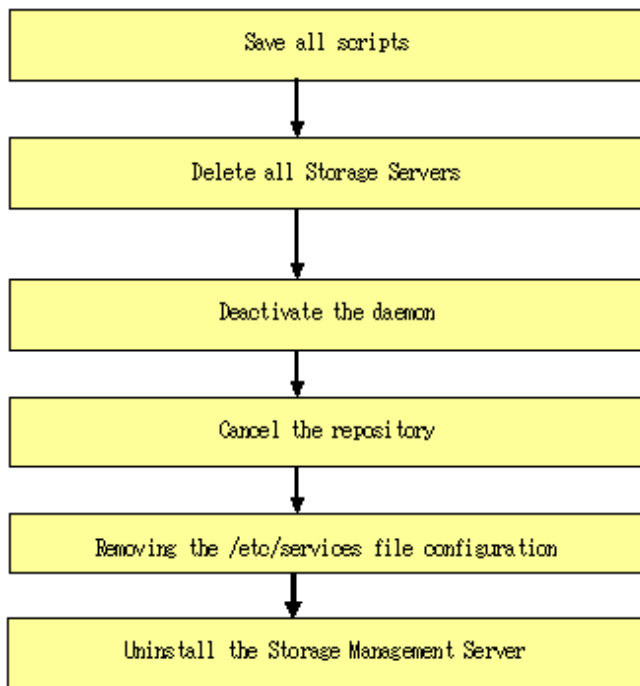 Save all scripts
Delete all Storage Servers
Deactivate the daemon
Cancel the repository
Removing the /etc/services file configuration
Uninstall the Storage Management Server